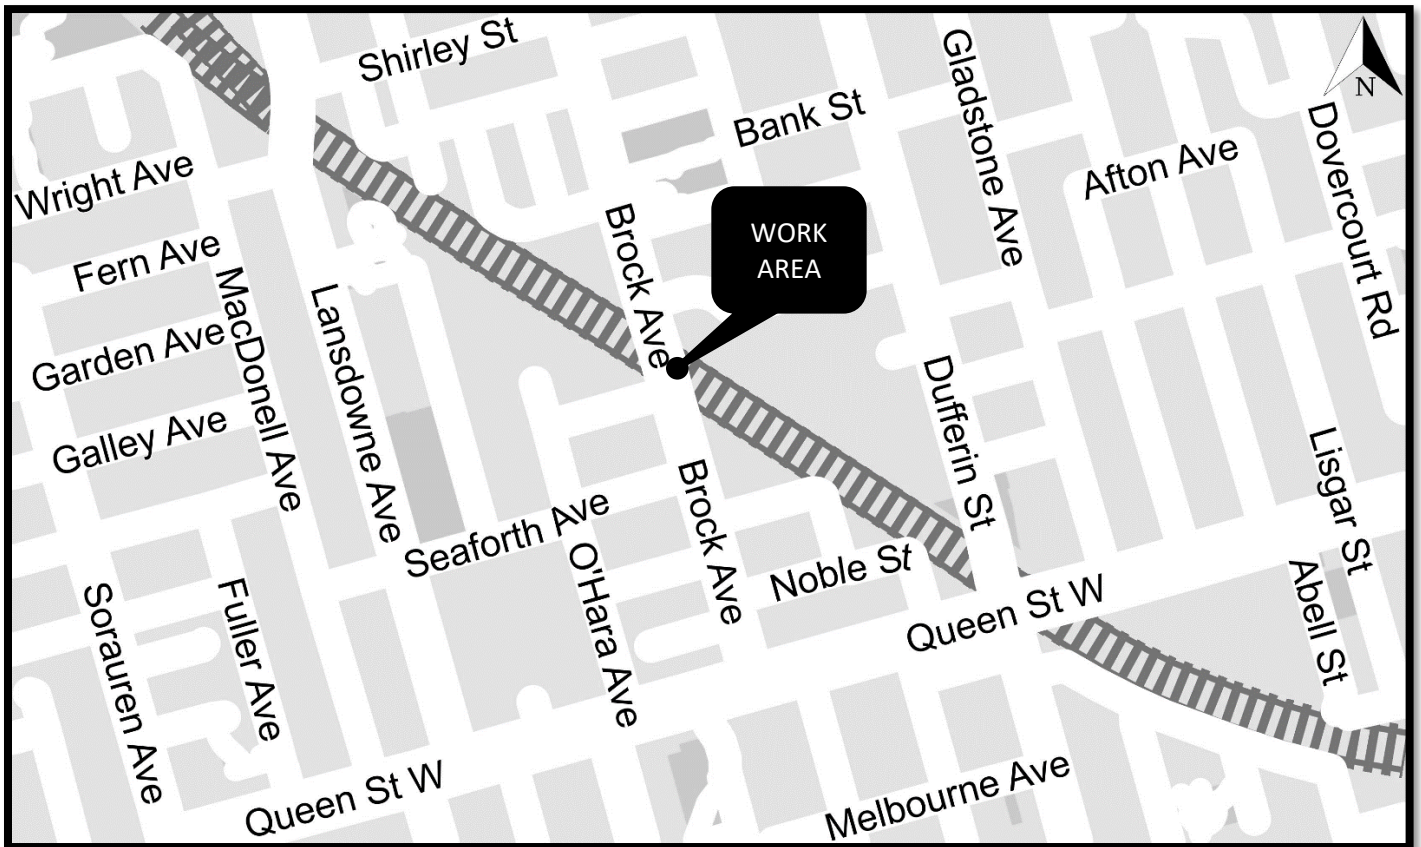 Shirley St
Gladstone Ave
N
Bank St
Dovercourt Rd
Afton Ave
Wright Ave
Brock Ave
WORK
AREA
Fern Ave
MacDonell Ave
Lansdowne Ave
Garden Ave
Dufferin St
Galley Ave
Lisgar St
Brock Ave
Seaforth Ave
O'Hara Ave
Noble St
Abell St
Queen St W
Sorauren Ave
Fuller Ave
Queen St W
Melbourne Ave